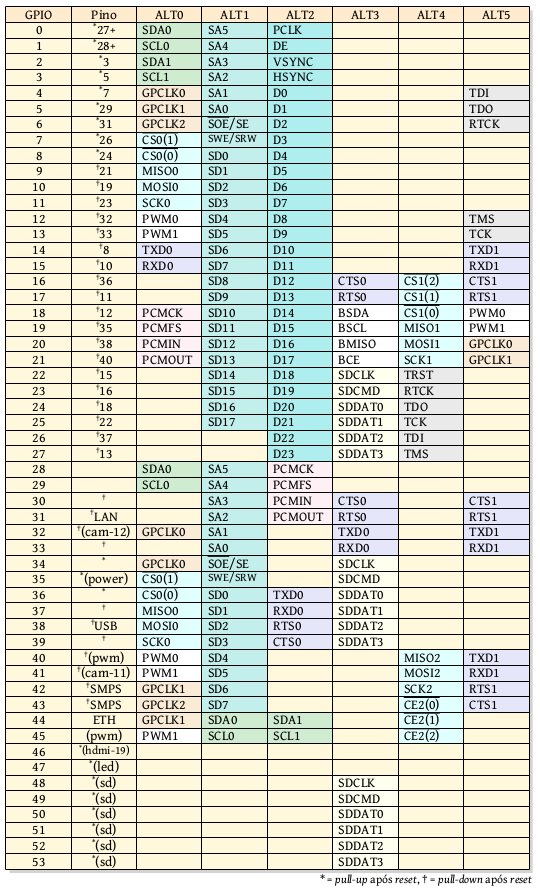 GPIO Pino ALT0 ALT1 ALT2 ALT3 ALT4 ALT5
0 *27+ SDA0 SA5 PCLK
1 *28+ SCL0 SA4 DE
2 *3 SDA1 SA3 VSYNC
3 *5 SCL1 SA2 HSYNC
4 *7 GPCLK0 SA1 D0 TDI
5 *29 GPCLK1 SA0 D1 TDO
6 *31 GPCLK2 SOE/SE D2 RTCK
7 *26 CS0(1) SWE/SRW D3
8 *24 CS0(0) SD0 D4
9 †21 MISO0 SD1 D5
10 †19 MOSI0 SD2 D6
11 †23 SCK0 SD3 D7
12 †32 PWM0 SD4 D8 TMS
13 †33 PWM1 SD5 D9 TCK
14 †8 TXD0 SD6 D10 TXD1
15 †10 RXD0 SD7 D11 RXD1
16 †36 SD8 D12 CTS0 CS1(2) CTS1
17 †11 SD9 D13 RTS0 CS1(1) RTS1
18 †12 PCMCK SD10 D14 BSDA CS1(0) PWM0
19 †35 PCMFS SD11 D15 BSCL MISO1 PWM1
20 †38 PCMIN SD12 D16 BMISO MOSI1 GPCLK0
21 †40 PCMOUT SD13 D17 BCE SCK1 GPCLK1
22 †15 SD14 D18 SDCLK TRST
23 †16 SD15 D19 SDCMD RTCK
24 †18 SD16 D20 SDDAT0 TDO
25 †22 SD17 D21 SDDAT1 TCK
26 †37 D22 SDDAT2 TDI
27 †13 D23 SDDAT3 TMS
28 SDA0 SA5 PCMCK
29 SCL0 SA4 PCMFS
30 † SA3 PCMIN CTS0 CTS1
31 †LAN SA2 PCMOUT RTS0 RTS1
32 †(cam-12) GPCLK0 SA1 TXD0 TXD1
33 † SA0 RXD0 RXD1
34 * GPCLK0 SOE/SE SDCLK
35 *(power) CS0(1) SWE/SRW SDCMD
36 * CS0(0) SD0 TXD0 SDDAT0
37 † MISO0 SD1 RXD0 SDDAT1
38 †USB MOSI0 SD2 RTS0 SDDAT2
39 † SCK0 SD3 CTS0 SDDAT3
40 †(pwm) PWM0 SD4 MISO2 TXD1
41 †(cam-11) PWM1 SD5 MOSI2 RXD1
42 †SMPS GPCLK1 SD6 SCK2 RTS1
43 †SMPS GPCLK2 SD7 CE2(0) CTS1
44 ETH GPCLK1 SDA0 SDA1 CE2(1)
45 (pwm) PWM1 SCL0 SCL1 CE2(2)
46 *(hdmi-19)
47 *(led)
48 *(sd) SDCLK
49 *(sd) SDCMD
50 *(sd) SDDAT0
51 *(sd) SDDAT1
52 *(sd) SDDAT2
53 *(sd) SDDAT3
* = pull-up após reset, † = pull-down após reset